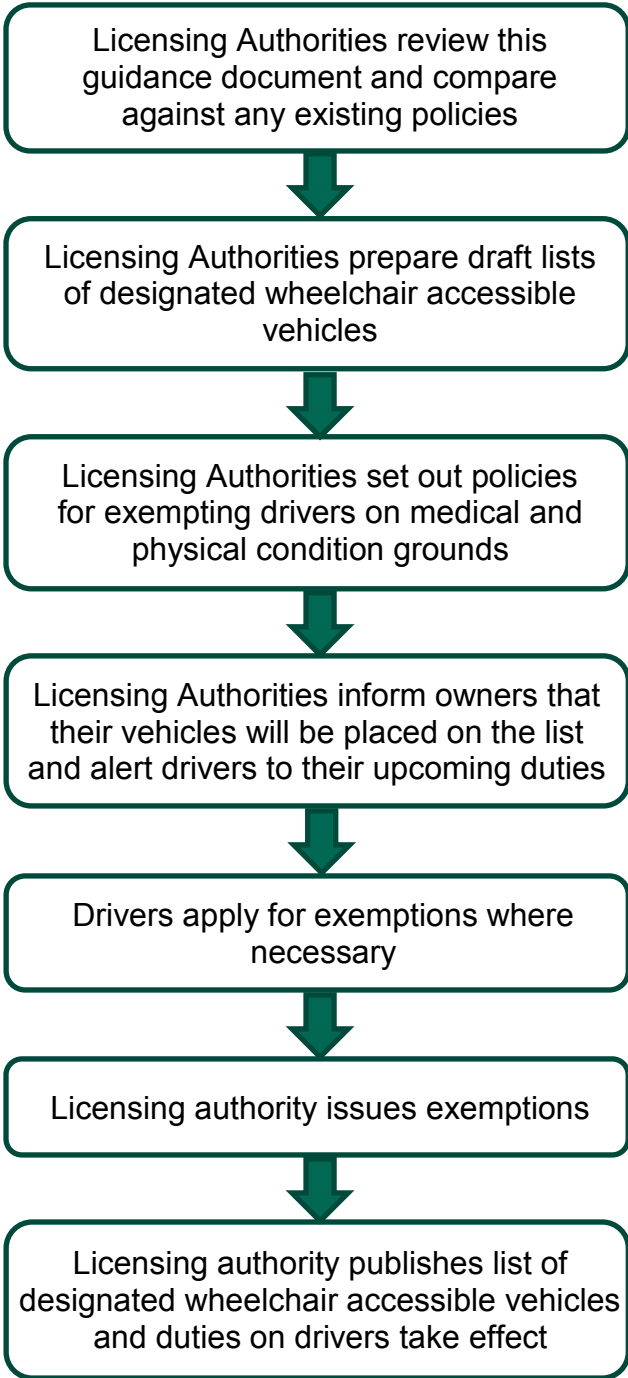 Licensing Authorities review this
guidance document and compare
against any existing policies
Licensing Authorities prepare draft lists
of designated wheelchair accessible
vehicles
Licensing Authorities set out policies
for exempting drivers on medical and
physical condition grounds
Licensing Authorities inform owners that
their vehicles will be placed on the list
and alert drivers to their upcoming duties
Drivers apply for exemptions where
necessary
Licensing authority issues exemptions
Licensing authority publishes list of
designated wheelchair accessible vehicles
and duties on drivers take effect